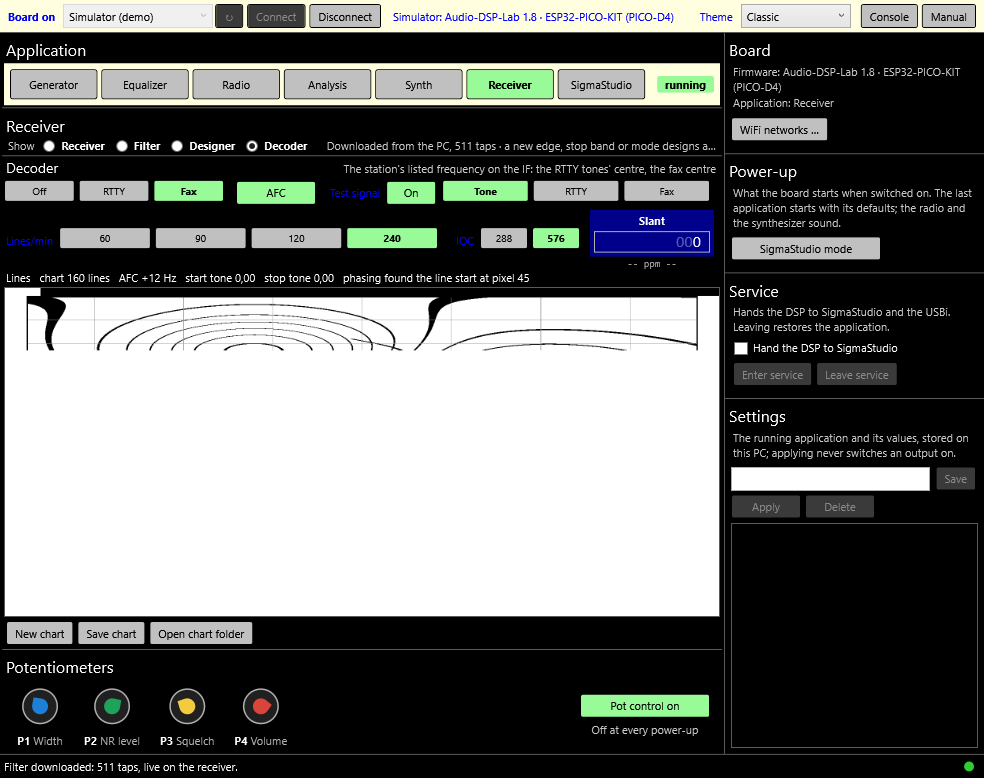 Board on Simulator (demo) ↻ Connect Disconnect Simulator: Audio-DSP-Lab 1.8 · ESP32-PICO-KIT (PICO-D4) Theme Classic Console Manual
Application
Generator Equalizer Radio Analysis Synth Receiver SigmaStudio running
Receiver
Show Receiver Filter Designer Decoder Downloaded from the PC, 511 taps · a new edge, stop band or mode designs a...
Decoder The station's listed frequency on the IF: the RTTY tones' centre, the fax centre
Off RTTY Fax AFC Test signal On Tone RTTY Fax
Lines/min 60 90 120 240 IOC 288 576 Slant
000
-- ppm --
Lines chart 160 lines AFC +12 Hz start tone 0,00 stop tone 0,00 phasing found the line start at pixel 45
New chart Save chart Open chart folder
Potentiometers
P1 Width P2 NR level P3 Squelch P4 Volume
Pot control on
Off at every power-up
Board
Firmware: Audio-DSP-Lab 1.8 · ESP32-PICO-KIT
(PICO-D4)
Application: Receiver
WiFi networks ...
Power-up
What the board starts when switched on. The last
application starts with its defaults; the radio and
the synthesizer sound.
SigmaStudio mode
Service
Hands the DSP to SigmaStudio and the USBi.
Leaving restores the application.
Hand the DSP to SigmaStudio
Enter service Leave service
Settings
The running application and its values, stored on
this PC; applying never switches an output on.
Save
Apply Delete
Filter downloaded: 511 taps, live on the receiver.